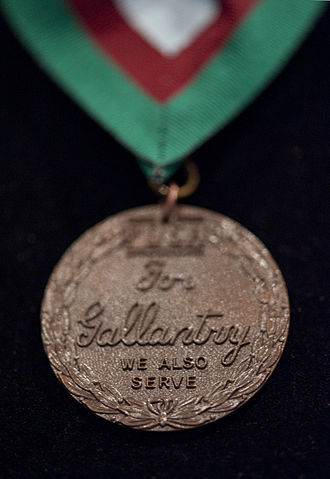 For
Gallantry
WE ALSO
SERVE